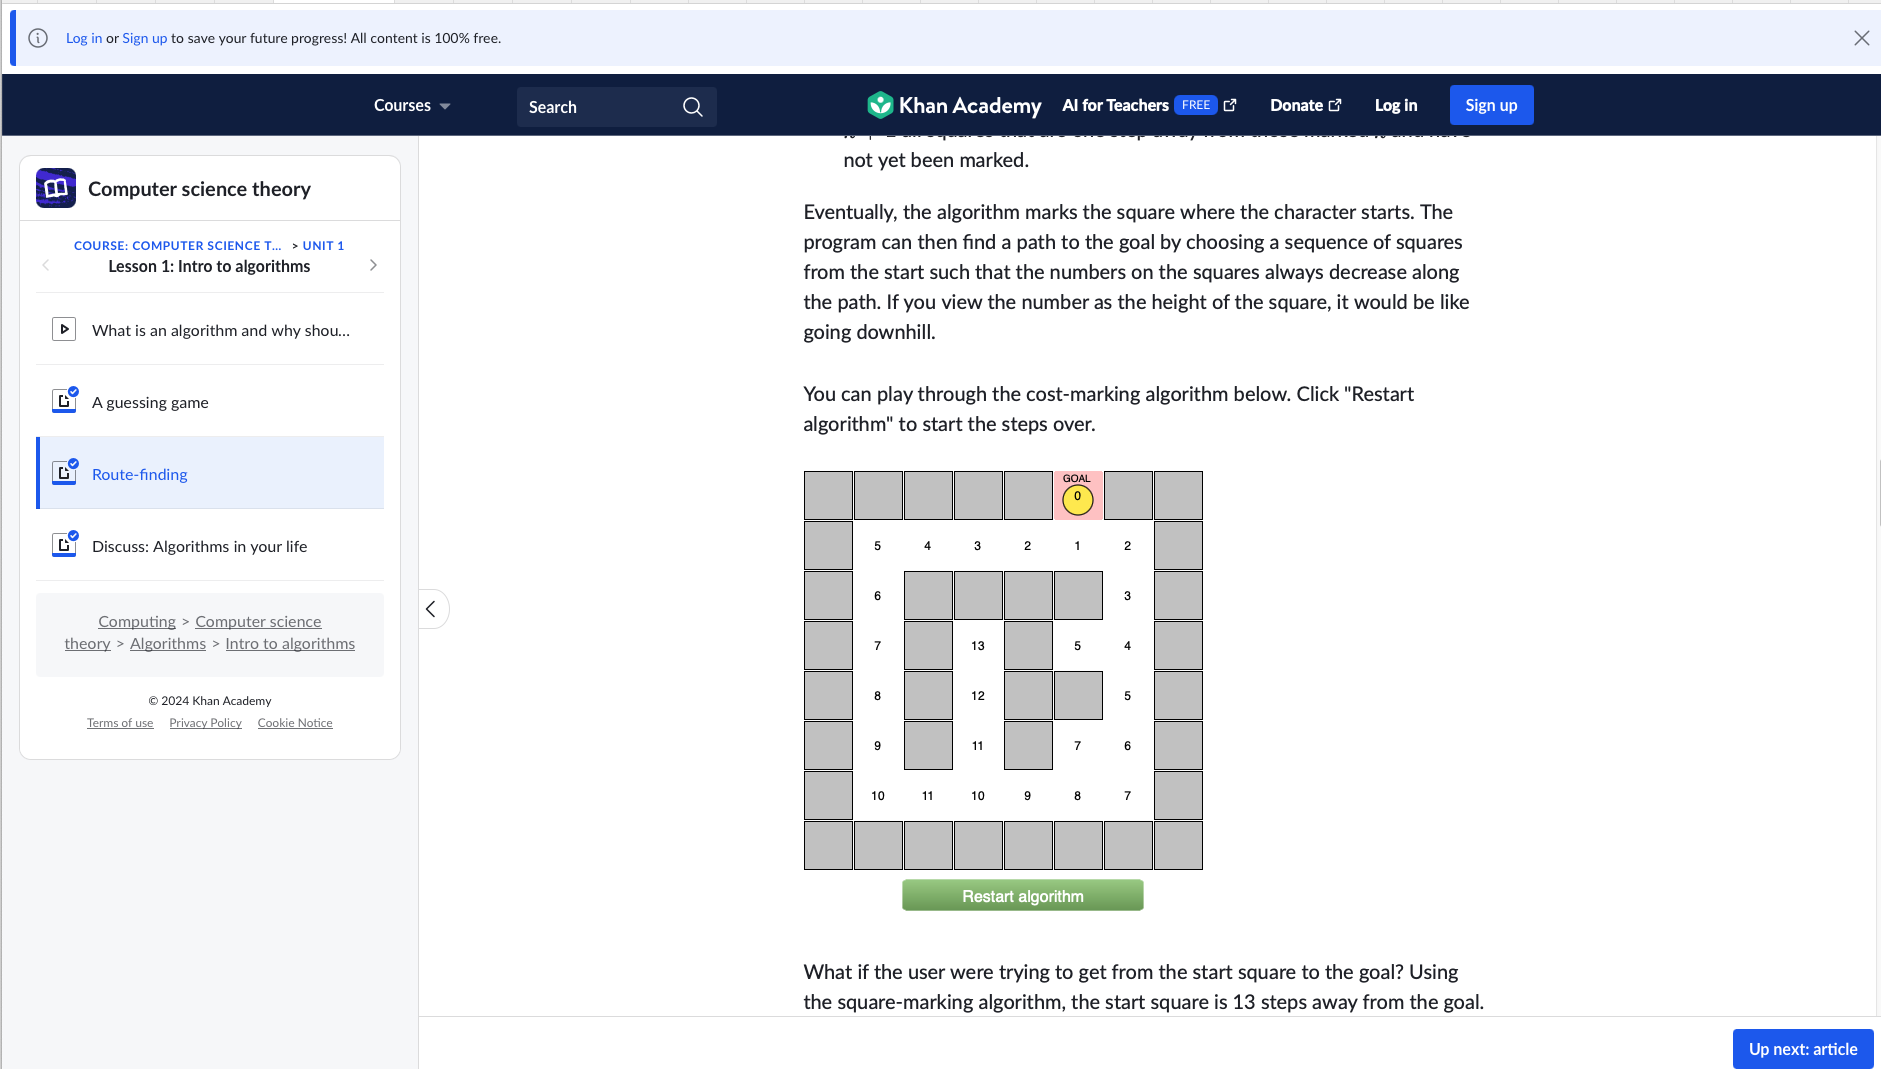 Log in or Sign up to save your future progress! All content is 100% free.
Courses
Search
Khan Academy
AI for Teachers FREE
Donate
Log in
Sign up
Computer science theory
COURSE: COMPUTER SCIENCE T... > UNIT 1
Lesson 1: Intro to algorithms
What is an algorithm and why shou...
A guessing game
Route-finding
Discuss: Algorithms in your life
Computing > Computer science
theory > Algorithms > Intro to algorithms
© 2024 Khan Academy
Terms of use Privacy Policy Cookie Notice
not yet been marked.
Eventually, the algorithm marks the square where the character starts. The
program can then find a path to the goal by choosing a sequence of squares
from the start such that the numbers on the squares always decrease along
the path. If you view the number as the height of the square, it would be like
going downhill.
You can play through the cost-marking algorithm below. Click "Restart
algorithm" to start the steps over.
GOAL
0
5 4 3 2 1 2
6 3
7 13 5 4
8 12 5
9 11 7 6
10 11 10 9 8 7
Restart algorithm
What if the user were trying to get from the start square to the goal? Using
the square-marking algorithm, the start square is 13 steps away from the goal.
Up next: article